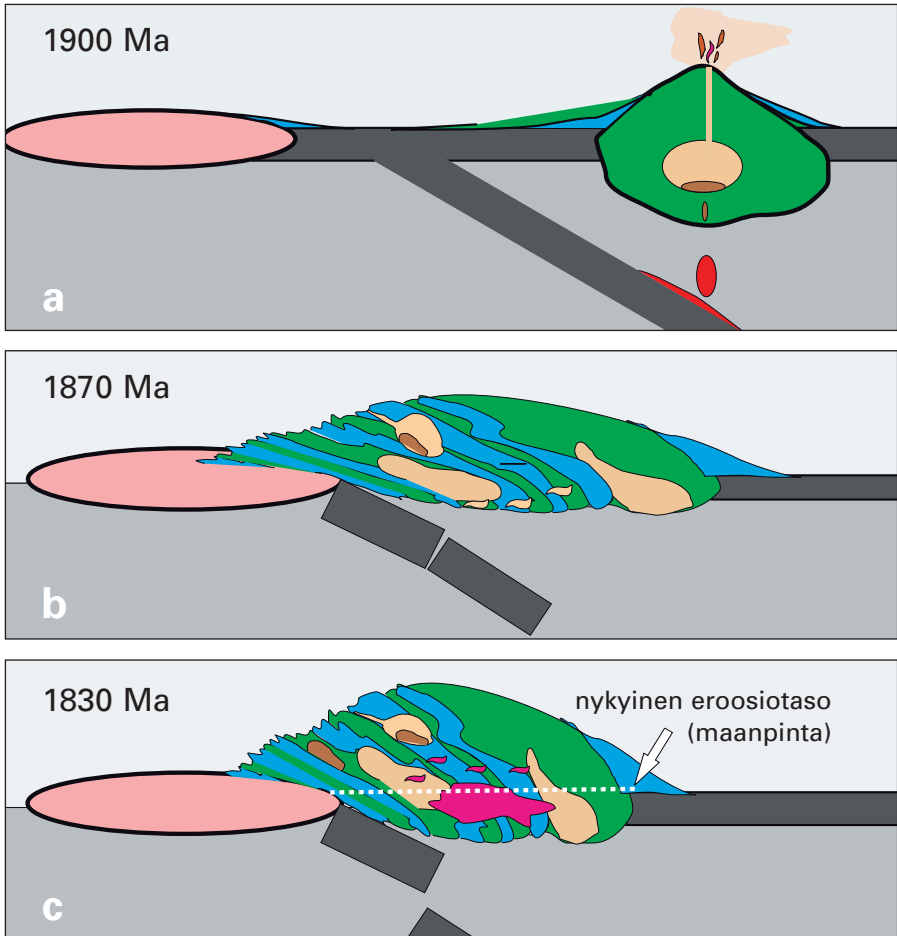 1900 Ma
a
1870 Ma
b
1830 Ma
nykyinen eroosiotaso
(maanpinta)
c